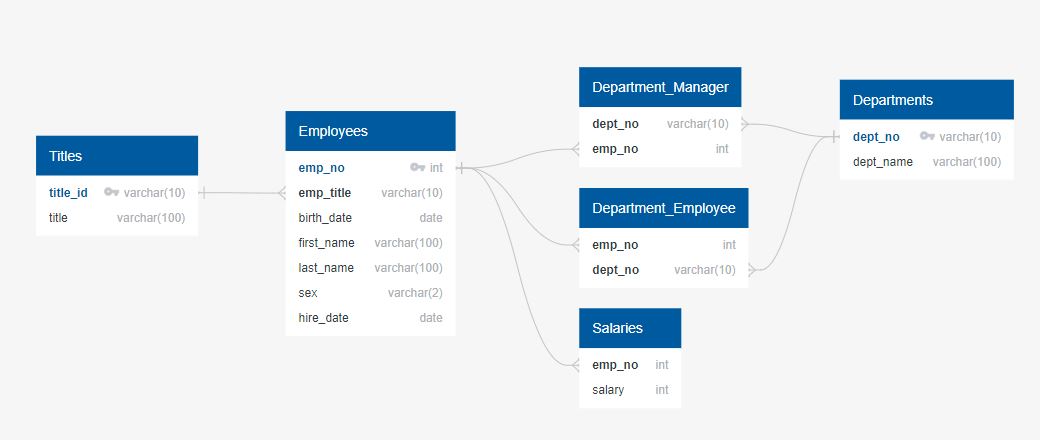 Titles
title_id varchar(10)
title varchar(100)
Employees
emp_no int
emp_title varchar(10)
birth_date date
first_name varchar(100)
last_name varchar(100)
sex varchar(2)
hire_date date
Department_Manager
dept_no varchar(10)
emp_no int
Department_Employee
emp_no int
dept_no varchar(10)
Salaries
emp_no int
salary int
Departments
dept_no varchar(10)
dept_name varchar(100)